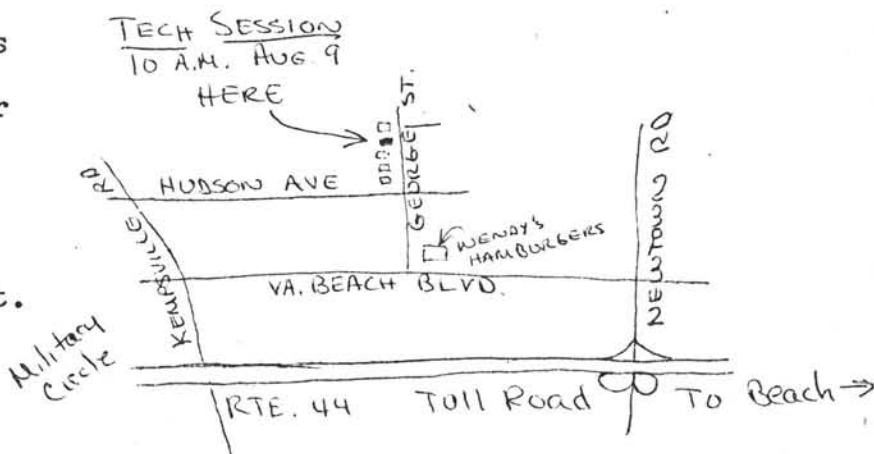 TECH SESSION
10 A.M. AUG 9
HERE
GEORGE ST.
HUDSON AVE
KEMPSVILLE RD
WENDY'S
HAMBURGERS
NEWTOWN RD
VA. BEACH BLVD.
Military
Circle
RTE. 44 Toll Road To Beach